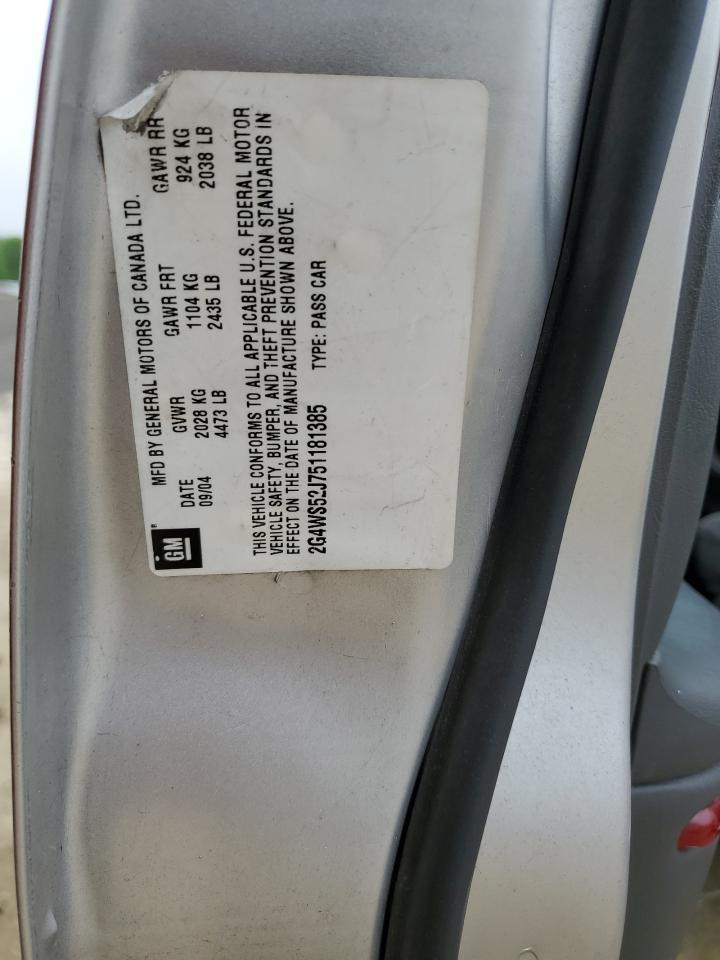 MFD BY GENERAL MOTORS OF CANADA LTD.
DATE GVWR GAWR FRT GAWR RR
09/04 2028 KG 1104 KG 924 KG
4473 LB 2435 LB 2038 LB
GM
THIS VEHICLE CONFORMS TO ALL APPLICABLE U.S. FEDERAL MOTOR
VEHICLE SAFETY, BUMPER, AND THEFT PREVENTION STANDARDS IN
EFFECT ON THE DATE OF MANUFACTURE SHOWN ABOVE.
2G4WS52J751181385 TYPE: PASS CAR